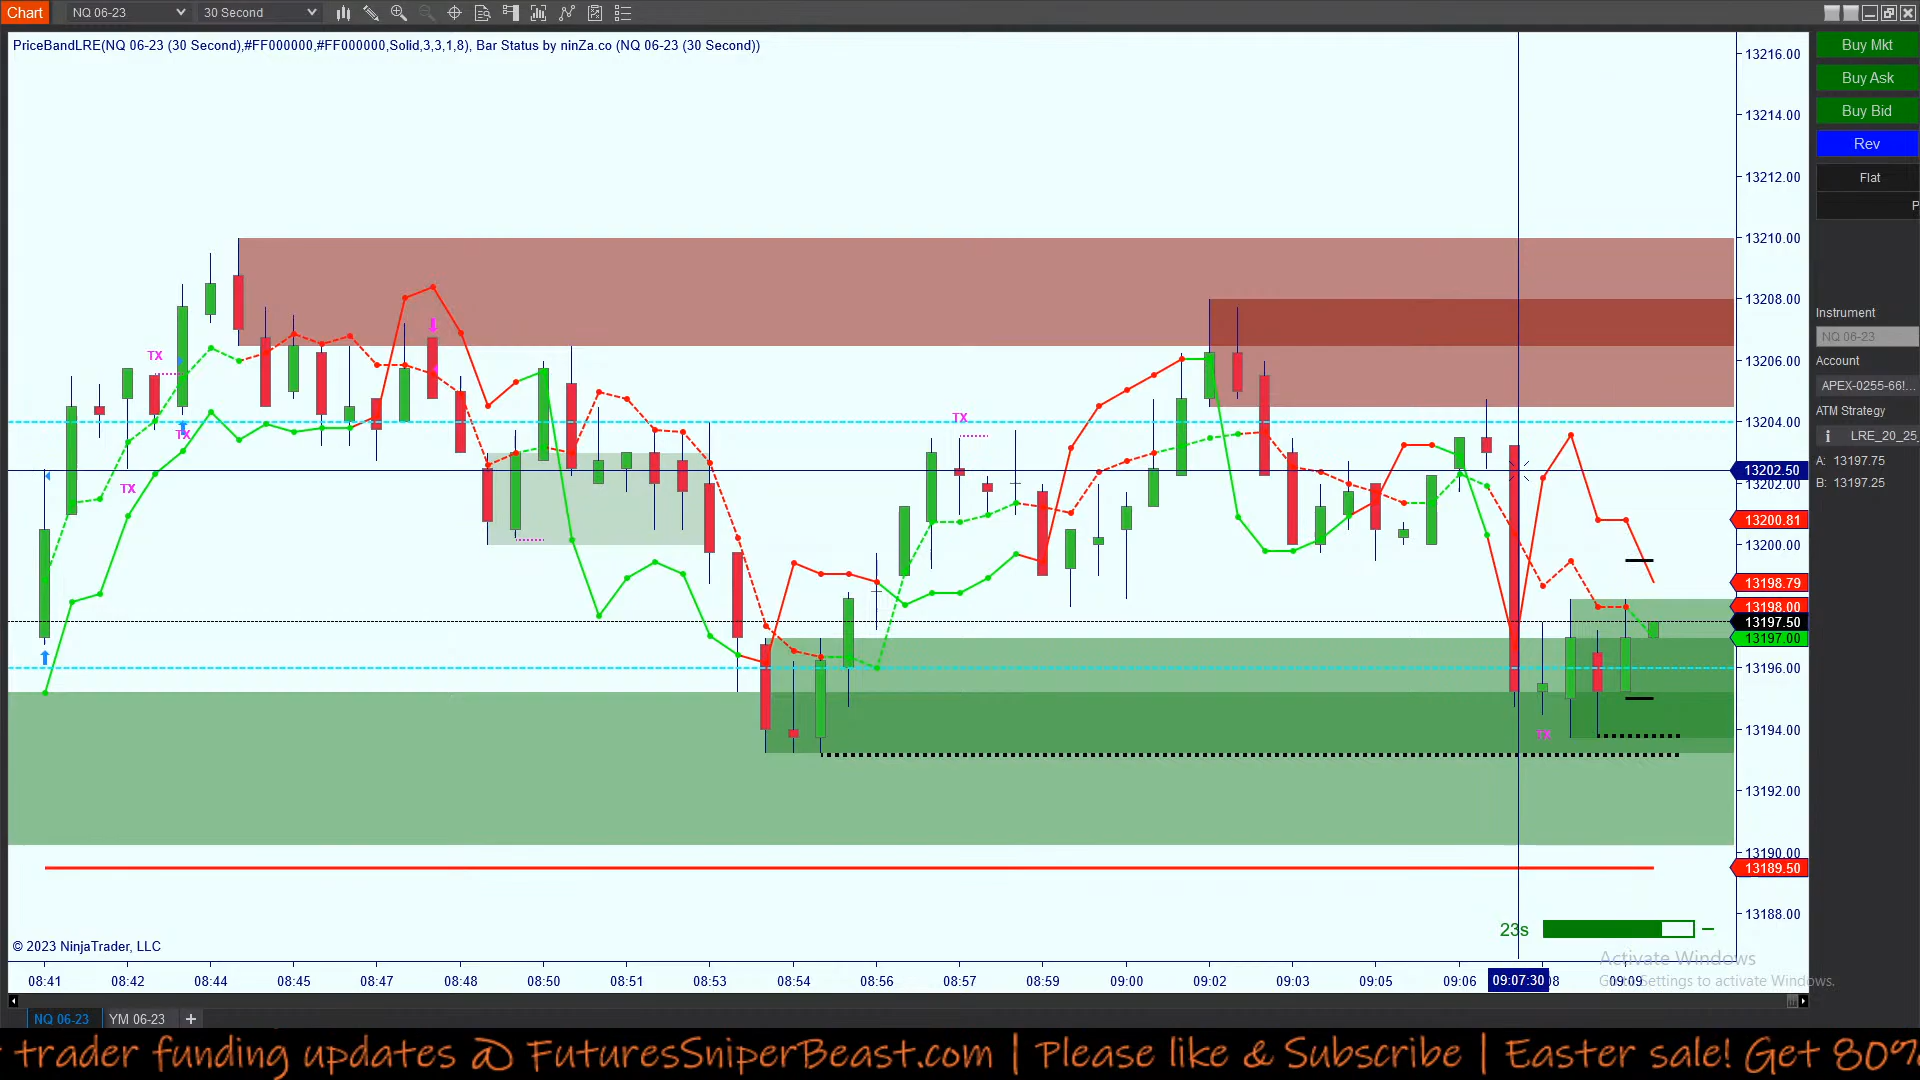 Chart NQ 06-23 30 Second
PriceBandLRE(NQ 06-23 (30 Second),#FF000000,#FF000000,Solid,3,3,1,8), Bar Status by ninZa.co (NQ 06-23 (30 Second))
13216.00
13214.00
13212.00
13210.00
13208.00
13206.00
13204.00
13202.50
13202.00
13200.81
13200.00
13198.79
13198.00
13197.50
13197.00
13196.00
13194.00
13192.00
13190.00
13189.50
13188.00
Buy Mkt
Buy Ask
Buy Bid
Rev
Flat
P
Instrument
NQ 06-23
Account
APEX-0255-66!...
ATM Strategy
LRE_20_25
A: 13197.75
B: 13197.25
TX
TX
TX
TX
TX
23s
Activate Windows
Settings to activate Windows.
© 2023 NinjaTrader, LLC
08:41 08:42 08:44 08:45 08:47 08:48 08:50 08:51 08:53 08:54 08:56 08:57 08:59 09:00 09:02 09:03 09:05 09:06 09:07:30 08 09:09
NQ 06-23 YM 06-23 +
trader funding updates @ FuturesSniperBeast.com | Please like & Subscribe | Easter sale! Get 80%